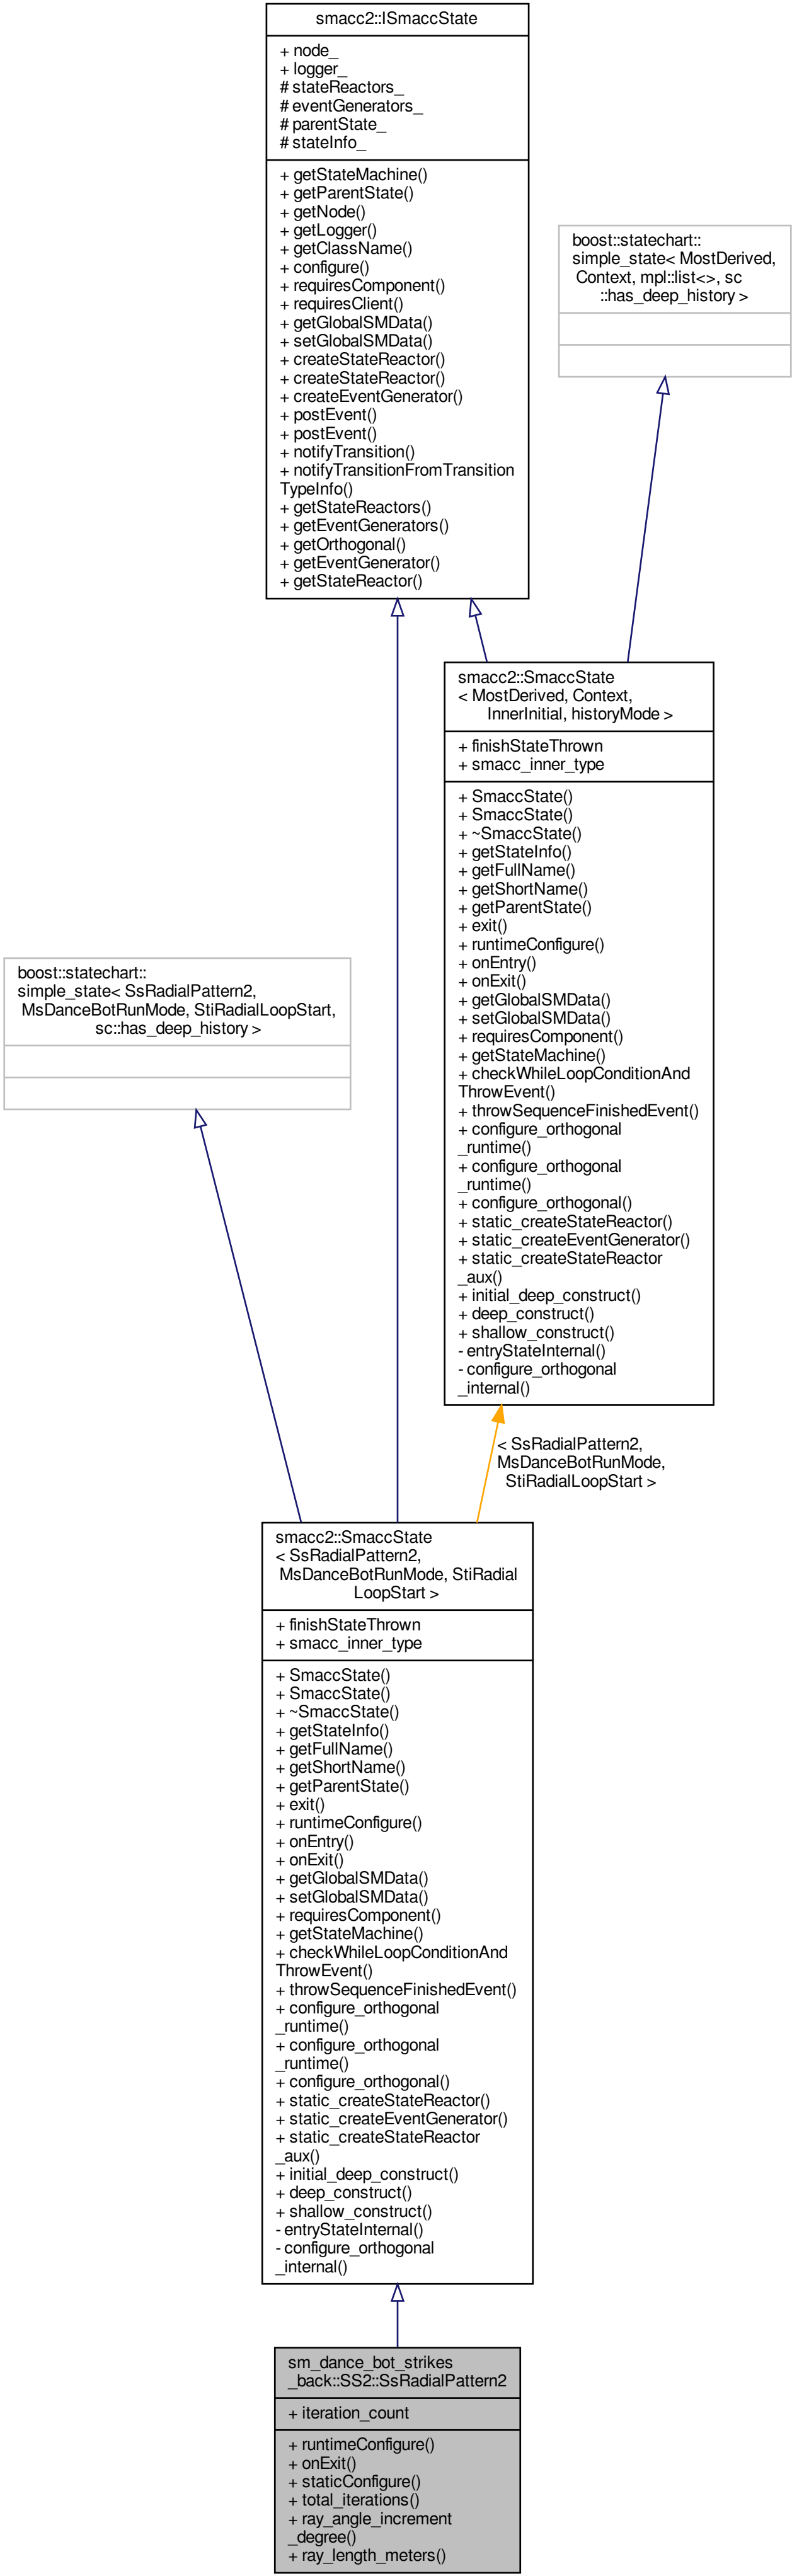 smacc2::ISmaccState
+ node_
+ logger_
# stateReactors_
# eventGenerators_
# parentState_
# stateInfo_
+ getStateMachine()
+ getParentState()
+ getNode()
+ getLogger()
+ getClassName()
+ configure()
+ requiresComponent()
+ requiresClient()
+ getGlobalSMData()
+ setGlobalSMData()
+ createStateReactor()
+ createStateReactor()
+ createEventGenerator()
+ postEvent()
+ postEvent()
+ notifyTransition()
+ notifyTransitionFromTransition
TypeInfo()
+ getStateReactors()
+ getEventGenerators()
+ getOrthogonal()
+ getEventGenerator()
+ getStateReactor()
boost::statechart::
simple_state< MostDerived,
Context, mpl::list<>, sc
::has_deep_history >
smacc2::SmaccState
< MostDerived, Context,
InnerInitial, historyMode >
+ finishStateThrown
+ smacc_inner_type
+ SmaccState()
+ SmaccState()
+ ~SmaccState()
+ getStateInfo()
+ getFullName()
+ getShortName()
+ getParentState()
+ exit()
+ runtimeConfigure()
+ onEntry()
+ onExit()
+ getGlobalSMData()
+ setGlobalSMData()
+ requiresComponent()
+ getStateMachine()
+ checkWhileLoopConditionAnd
ThrowEvent()
+ throwSequenceFinishedEvent()
+ configure_orthogonal
_runtime()
+ configure_orthogonal
_runtime()
+ configure_orthogonal()
+ static_createStateReactor()
+ static_createEventGenerator()
+ static_createStateReactor
_aux()
+ initial_deep_construct()
+ deep_construct()
+ shallow_construct()
- entryStateInternal()
- configure_orthogonal
_internal()
boost::statechart::
simple_state< SsRadialPattern2,
MsDanceBotRunMode, StiRadialLoopStart,
sc::has_deep_history >
< SsRadialPattern2,
MsDanceBotRunMode,
StiRadialLoopStart >
smacc2::SmaccState
< SsRadialPattern2,
MsDanceBotRunMode, StiRadial
LoopStart >
+ finishStateThrown
+ smacc_inner_type
+ SmaccState()
+ SmaccState()
+ ~SmaccState()
+ getStateInfo()
+ getFullName()
+ getShortName()
+ getParentState()
+ exit()
+ runtimeConfigure()
+ onEntry()
+ onExit()
+ getGlobalSMData()
+ setGlobalSMData()
+ requiresComponent()
+ getStateMachine()
+ checkWhileLoopConditionAnd
ThrowEvent()
+ throwSequenceFinishedEvent()
+ configure_orthogonal
_runtime()
+ configure_orthogonal
_runtime()
+ configure_orthogonal()
+ static_createStateReactor()
+ static_createEventGenerator()
+ static_createStateReactor
_aux()
+ initial_deep_construct()
+ deep_construct()
+ shallow_construct()
- entryStateInternal()
- configure_orthogonal
_internal()
sm_dance_bot_strikes
_back::SS2::SsRadialPattern2
+ iteration_count
+ runtimeConfigure()
+ onExit()
+ staticConfigure()
+ total_iterations()
+ ray_angle_increment
_degree()
+ ray_length_meters()